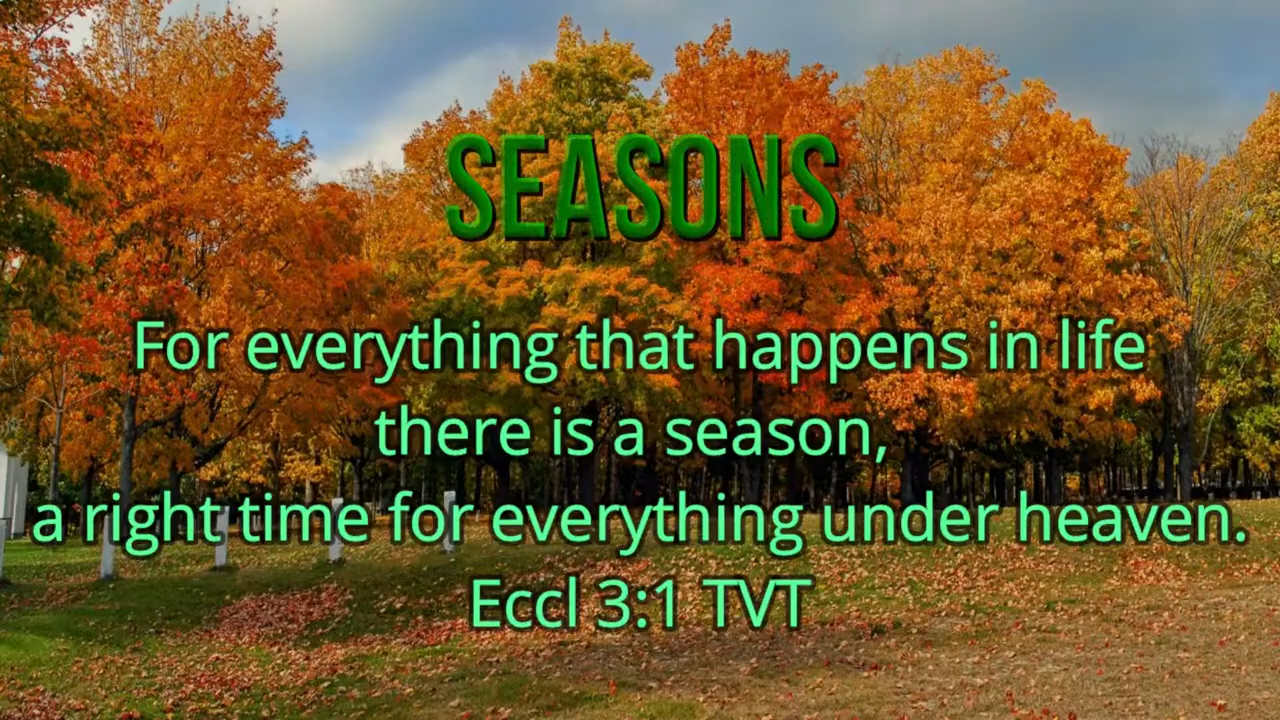 SEASONS
For everything that happens in life
there is a season,
a right time for everything under heaven.
Eccl 3:1 TVT